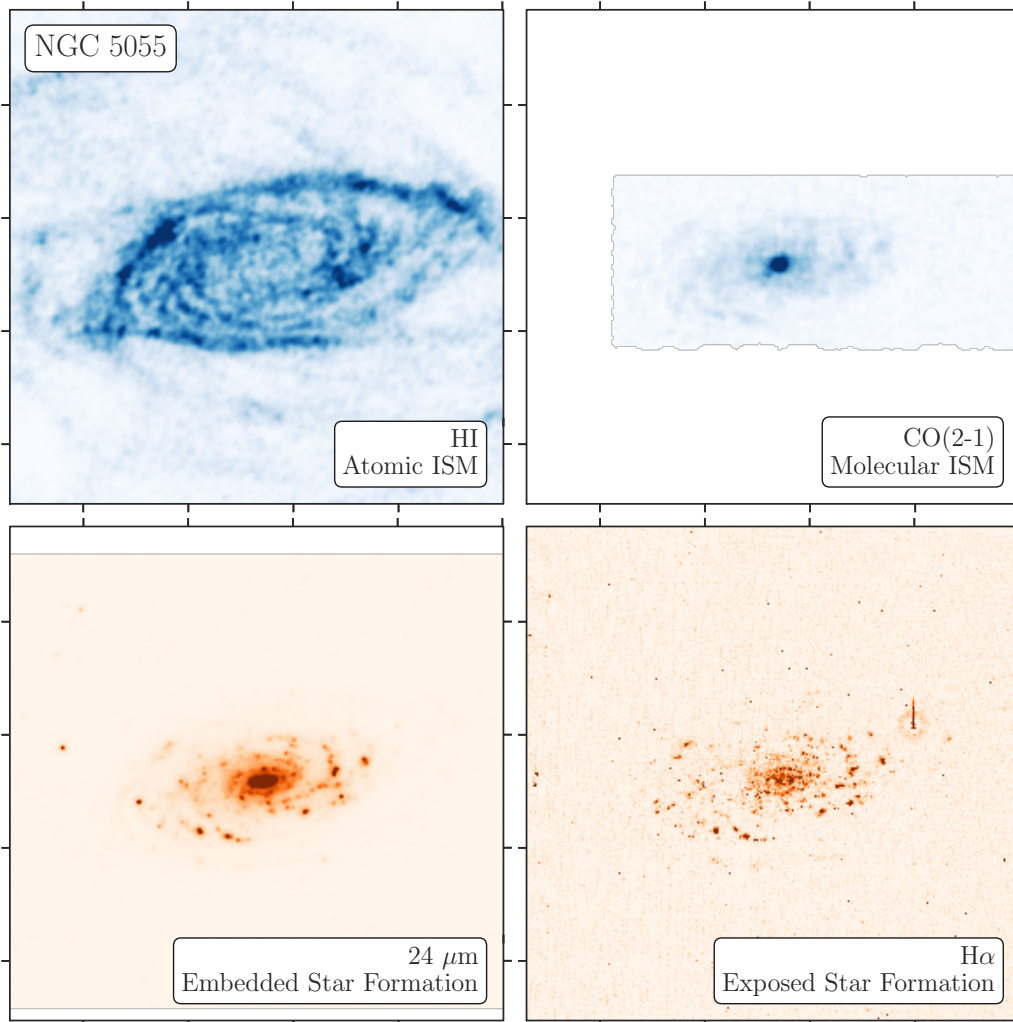 NGC 5055
HI
Atomic ISM
CO(2-1)
Molecular ISM
24 μm
Embedded Star Formation
Hα
Exposed Star Formation